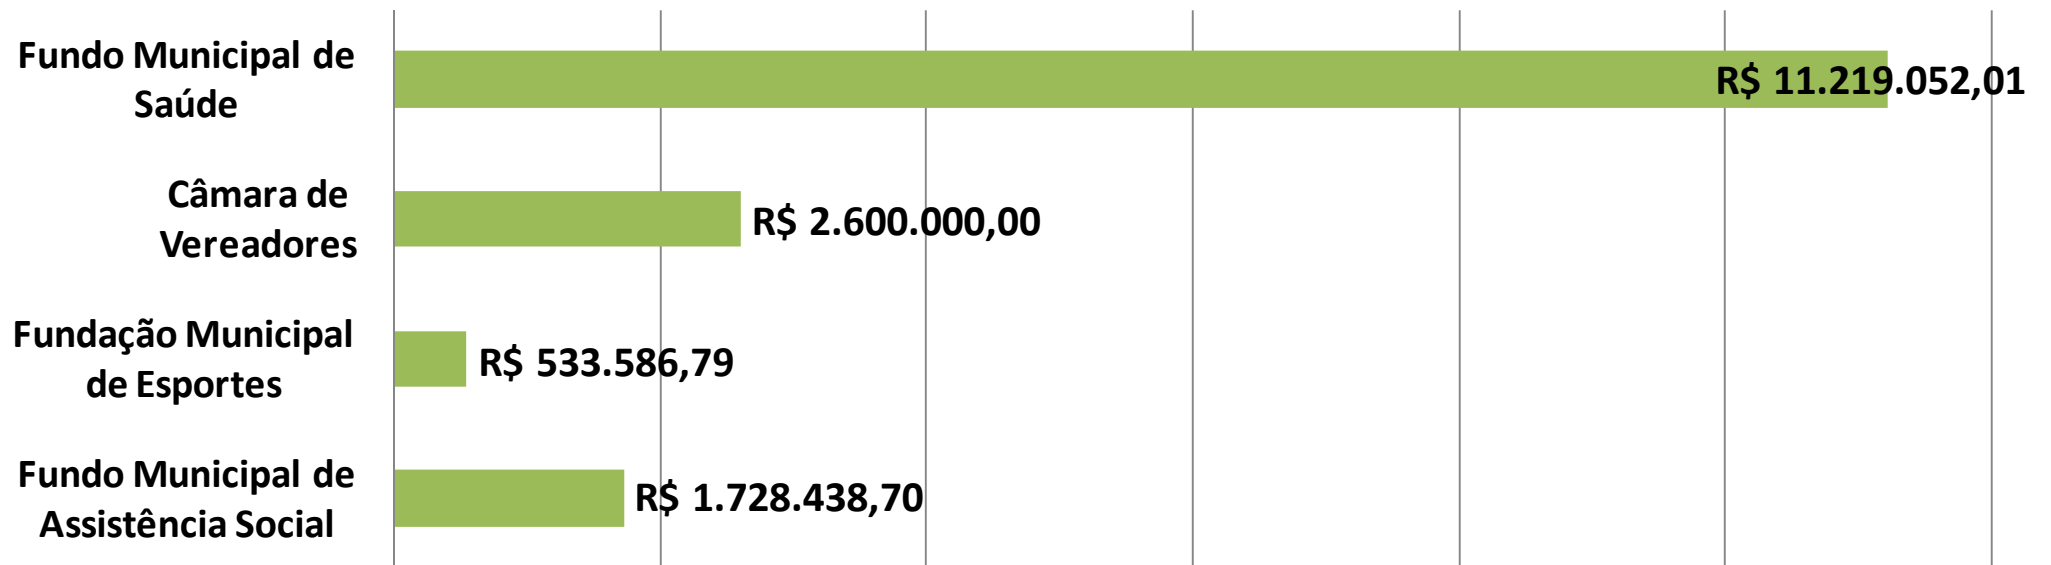 Fundo Municipal de
Saúde
R$ 11.219.052,01
Câmara de
Vereadores
R$ 2.600.000,00
Fundação Municipal
de Esportes
R$ 533.586,79
Fundo Municipal de
Assistência Social
R$ 1.728.438,70